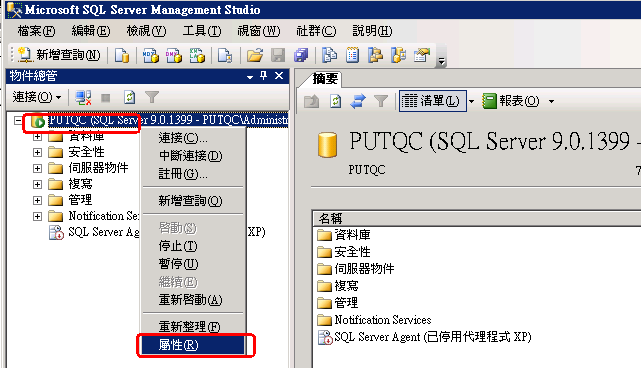 Microsoft SQL Server Management Studio
檔案(F) 編輯(E) 檢視(V) 工具(T) 視窗(W) 社群(C) 說明(H)
新增查詢(N)
物件總管
連接(O)
PUTQC (SQL Server 9.0.1399 - PUTQC\Administr
資料庫
安全性
伺服器物件
複寫
管理
Notification Se
SQL Server Ag
XP)
連接(C)...
中斷連接(D)
註冊(G)...
新增查詢(Q)
啟動(S)
停止(T)
暫停(U)
繼續(E)
重新啟動(A)
重新整理(F)
屬性(R)
摘要
清單(L) 報表(O)
PUTQC (SQL Server 9.0.1399 -
PUTQC 7
名稱
資料庫
安全性
伺服器物件
複寫
管理
Notification Services
SQL Server Agent (已停用代理程式 XP)